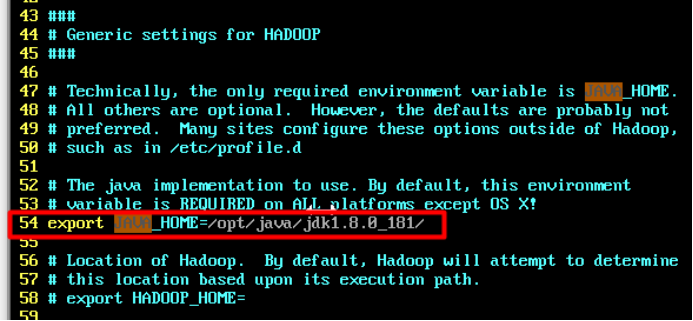 43 ###
44 # Generic settings for HADOOP
45 ###
46
47 # Technically, the only required environment variable is JAVA_HOME.
48 # All others are optional.  However, the defaults are probably not
49 # preferred.  Many sites configure these options outside of Hadoop,
50 # such as in /etc/profile.d
51
52 # The java implementation to use. By default, this environment
53 # variable is REQUIRED on ALL platforms except OS X!
54 export JAVA_HOME=/opt/java/jdk1.8.0_181/
55
56 # Location of Hadoop.  By default, Hadoop will attempt to determine
57 # this location based upon its execution path.
58 # export HADOOP_HOME=
59